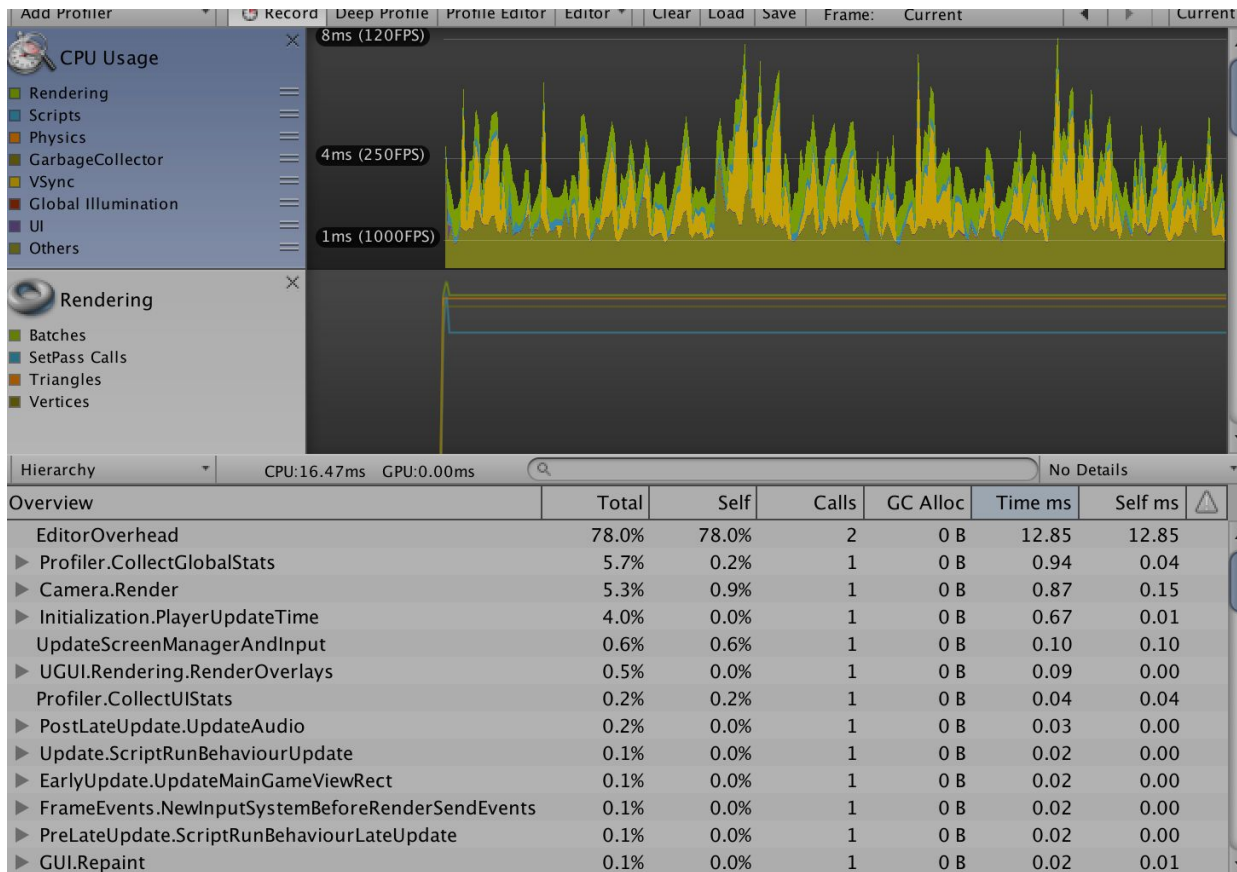 Add Profiler Record Deep Profile Profile Editor Editor Clear Load Save Frame: Current Current
CPU Usage
Rendering
Scripts
Physics
GarbageCollector
VSync
Global Illumination
UI
Others
8ms (120FPS)
4ms (250FPS)
1ms (1000FPS)
Rendering
Batches
SetPass Calls
Triangles
Vertices
Hierarchy CPU:16.47ms GPU:0.00ms No Details
Overview Total Self Calls GC Alloc Time ms Self ms
EditorOverhead 78.0% 78.0% 2 0 B 12.85 12.85
Profiler.CollectGlobalStats 5.7% 0.2% 1 0 B 0.94 0.04
Camera.Render 5.3% 0.9% 1 0 B 0.87 0.15
Initialization.PlayerUpdateTime 4.0% 0.0% 1 0 B 0.67 0.01
UpdateScreenManagerAndInput 0.6% 0.6% 1 0 B 0.10 0.10
UGUI.Rendering.RenderOverlays 0.5% 0.0% 1 0 B 0.09 0.00
Profiler.CollectUIStats 0.2% 0.2% 1 0 B 0.04 0.04
PostLateUpdate.UpdateAudio 0.2% 0.0% 1 0 B 0.03 0.00
Update.ScriptRunBehaviourUpdate 0.1% 0.0% 1 0 B 0.02 0.00
EarlyUpdate.UpdateMainGameViewRect 0.1% 0.0% 1 0 B 0.02 0.00
FrameEvents.NewInputSystemBeforeRenderSendEvents 0.1% 0.0% 1 0 B 0.02 0.00
PreLateUpdate.ScriptRunBehaviourLateUpdate 0.1% 0.0% 1 0 B 0.02 0.00
GUI.Repaint 0.1% 0.0% 1 0 B 0.02 0.01